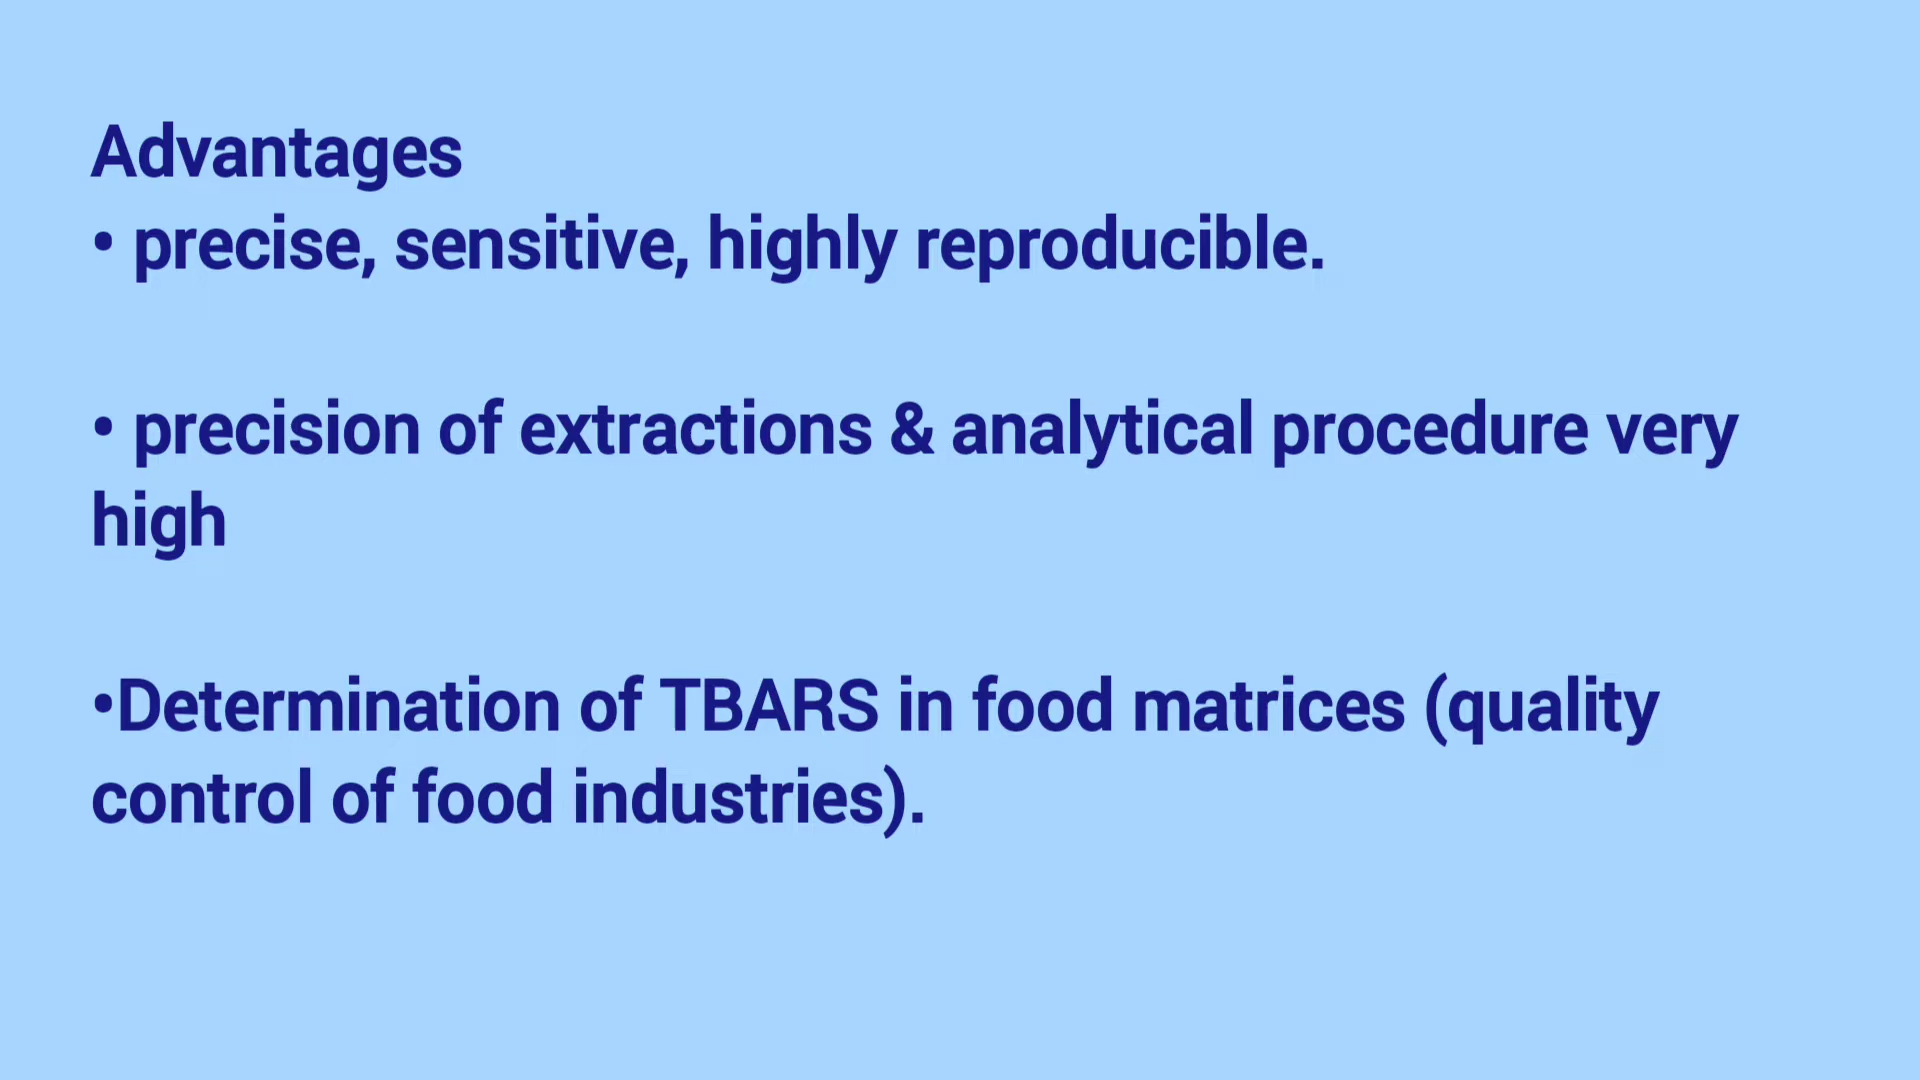 Advantages
• precise, sensitive, highly reproducible.
• precision of extractions & analytical procedure very
high
•Determination of TBARS in food matrices (quality
control of food industries).